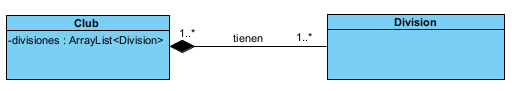 Club
-divisiones : ArrayList<Division>
1..*
tienen
1..*
Division